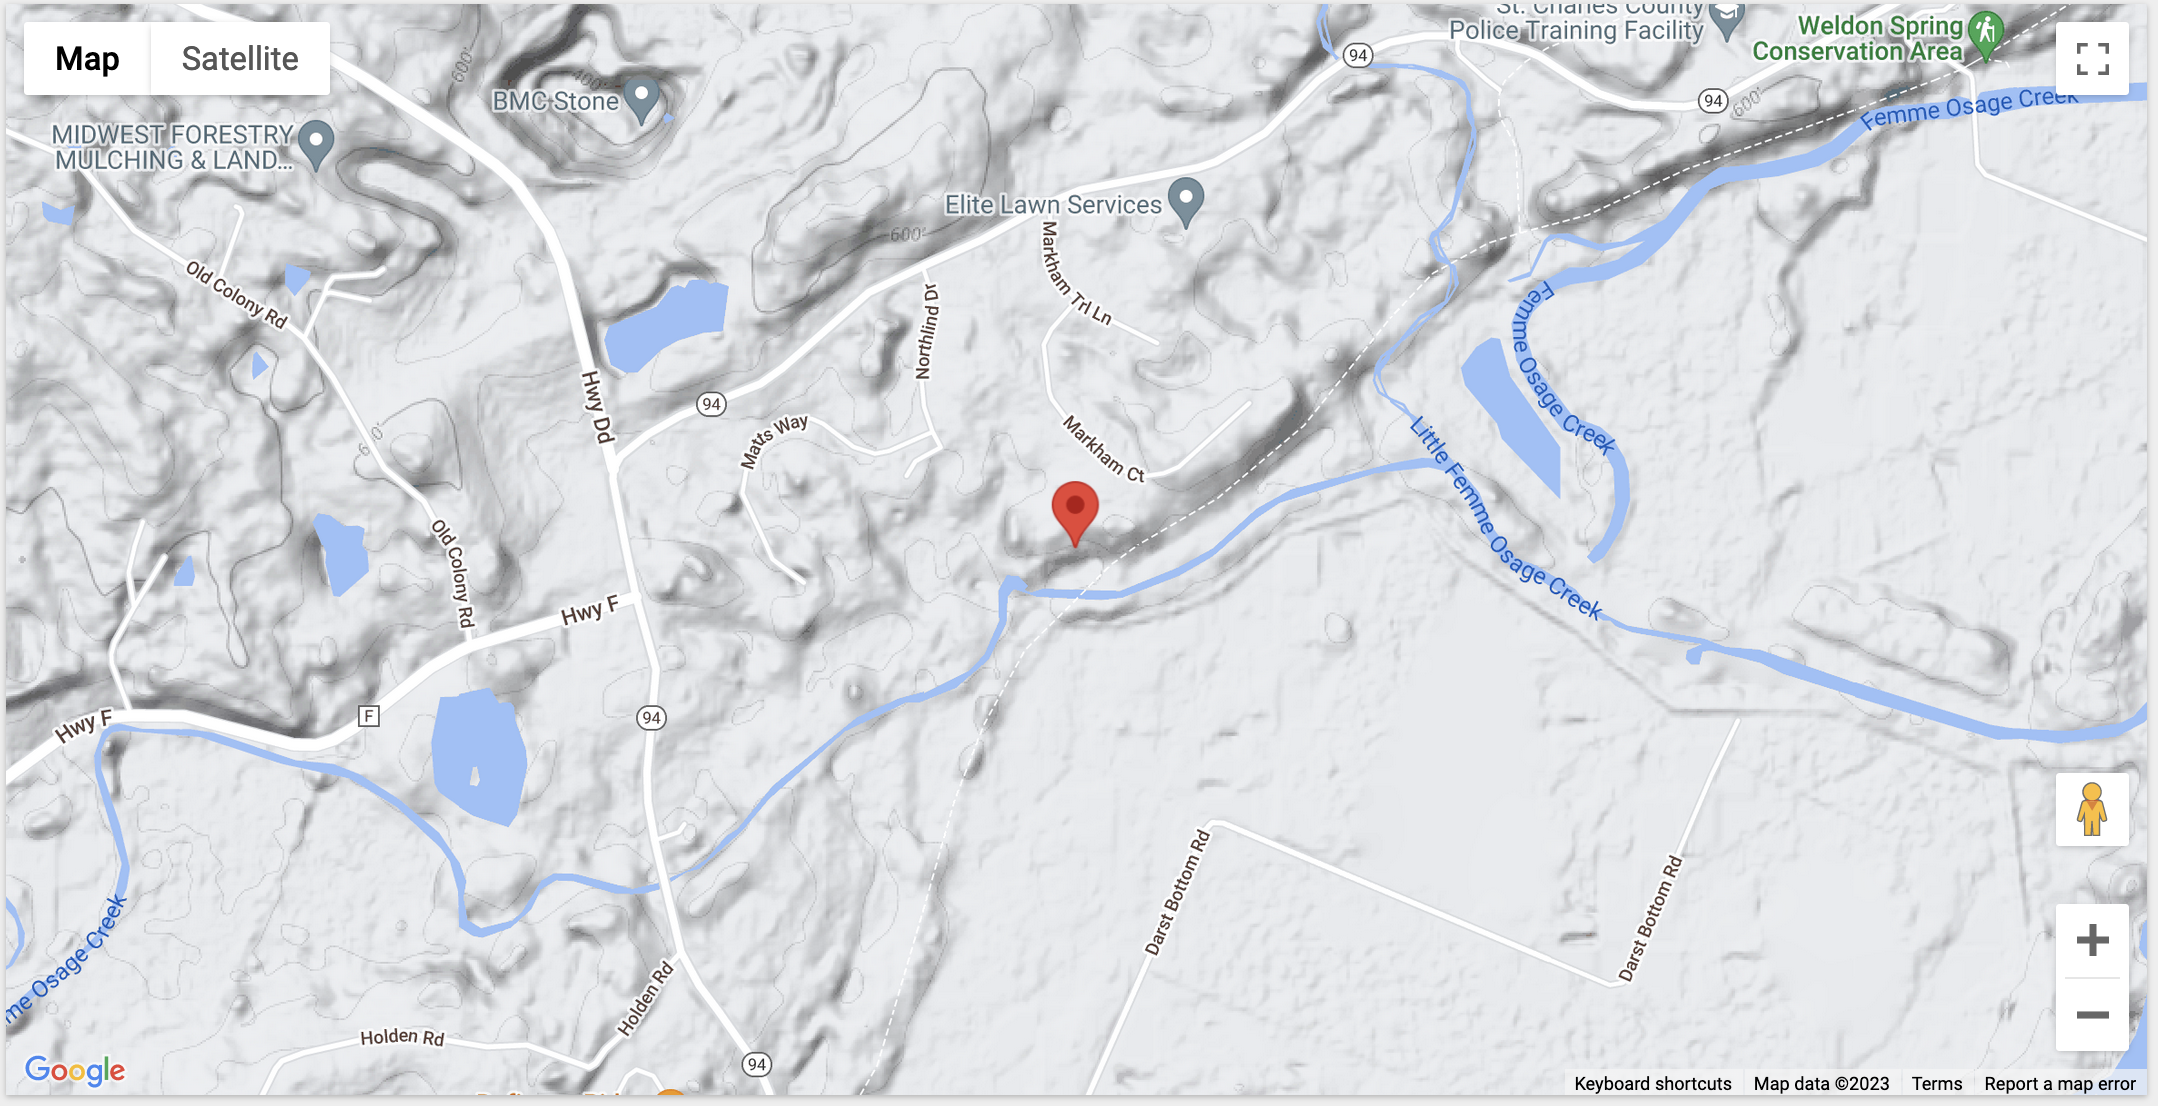 Map
Satellite
St. Charles County
Police Training Facility
Weldon Spring
Conservation Area
94
94
600'
600'
400'
BMC Stone
Femme Osage Creek
MIDWEST FORESTRY
MULCHING & LAND...
Elite Lawn Services
600'
Markham Trl Ln
Old Colony Rd
Northlind Dr
Femme Osage Creek
Hwy Dd
94
Matts Way
Markham Ct
Little Femme Osage Creek
Old Colony Rd
Hwy F
F
Hwy F
94
Darst Bottom Rd
Darst Bottom Rd
me Osage Creek
Holden Rd
Holden Rd
94
Google
Keyboard shortcuts
Map data ©2023
Terms
Report a map error